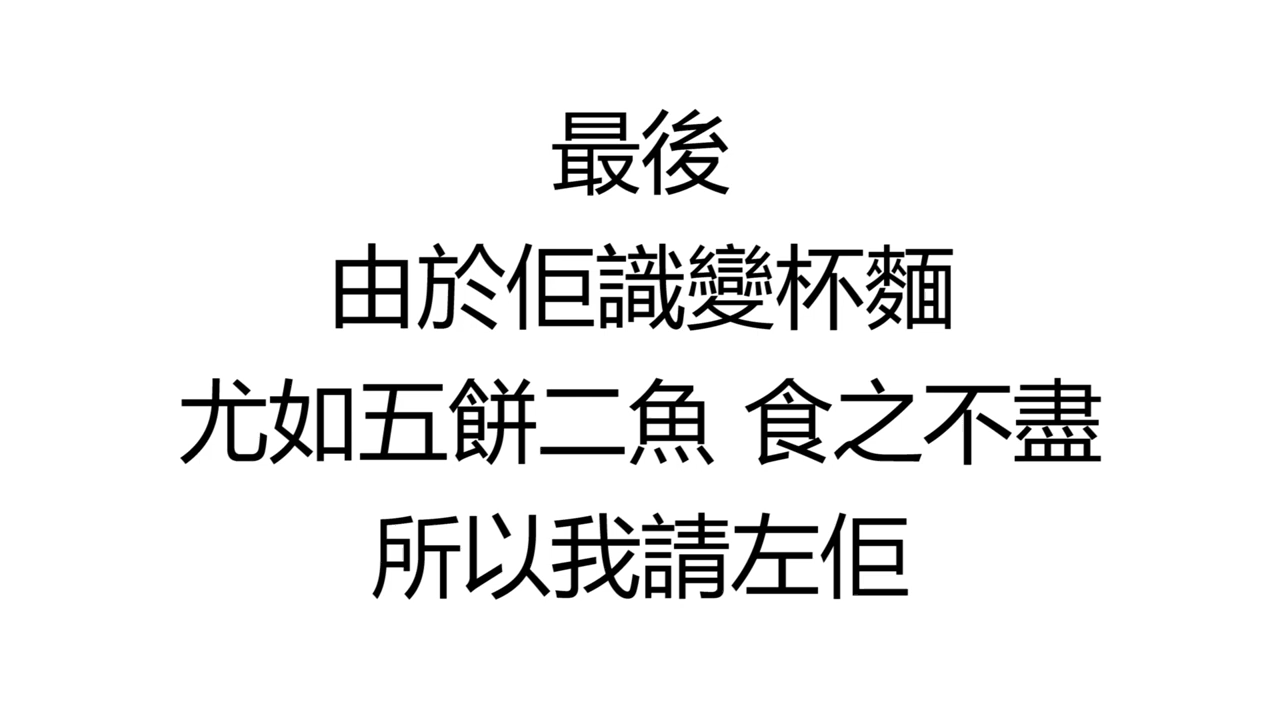 最後
由於佢識變杯麵
尤如五餅二魚 食之不盡
所以我請左佢